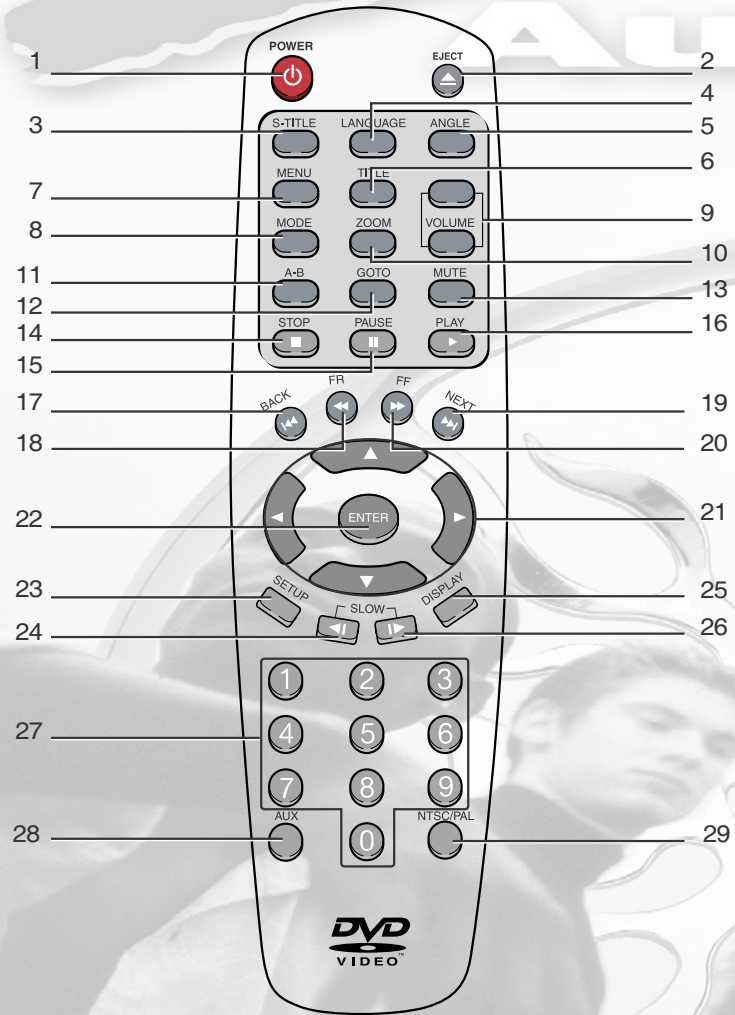 Au
POWER
EJECT
1
2
4
3
S-TITLE
LANGUAGE
ANGLE
5
6
7
MENU
TITLE
9
8
MODE
ZOOM
VOLUME
10
11
A-B
GOTO
MUTE
12
13
14
STOP
PAUSE
PLAY
16
15
17
BACK
FR
FF
NEXT
19
18
20
22
ENTER
21
23
SETUP
SLOW
DISPLAY
25
24
26
1
2
3
27
4
5
6
7
8
9
28
AUX
0
NTSC/PAL
29
DVD
VIDEO™